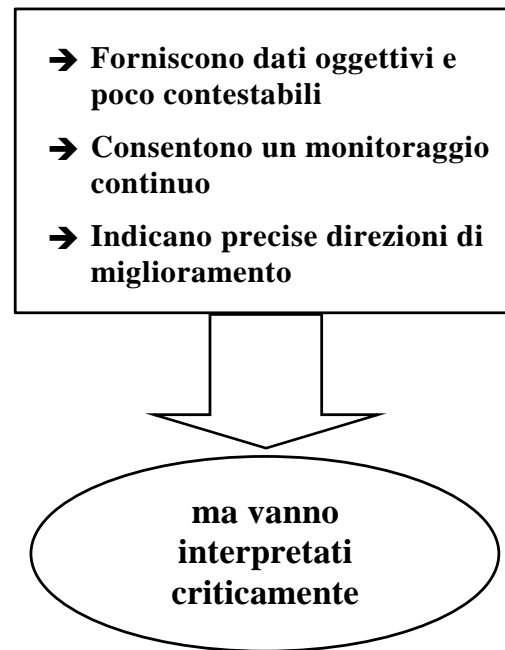 ➔ Forniscono dati oggettivi e
poco contestabili
➔ Consentono un monitoraggio
continuo
➔ Indicano precise direzioni di
miglioramento
ma vanno
interpretati
criticamente